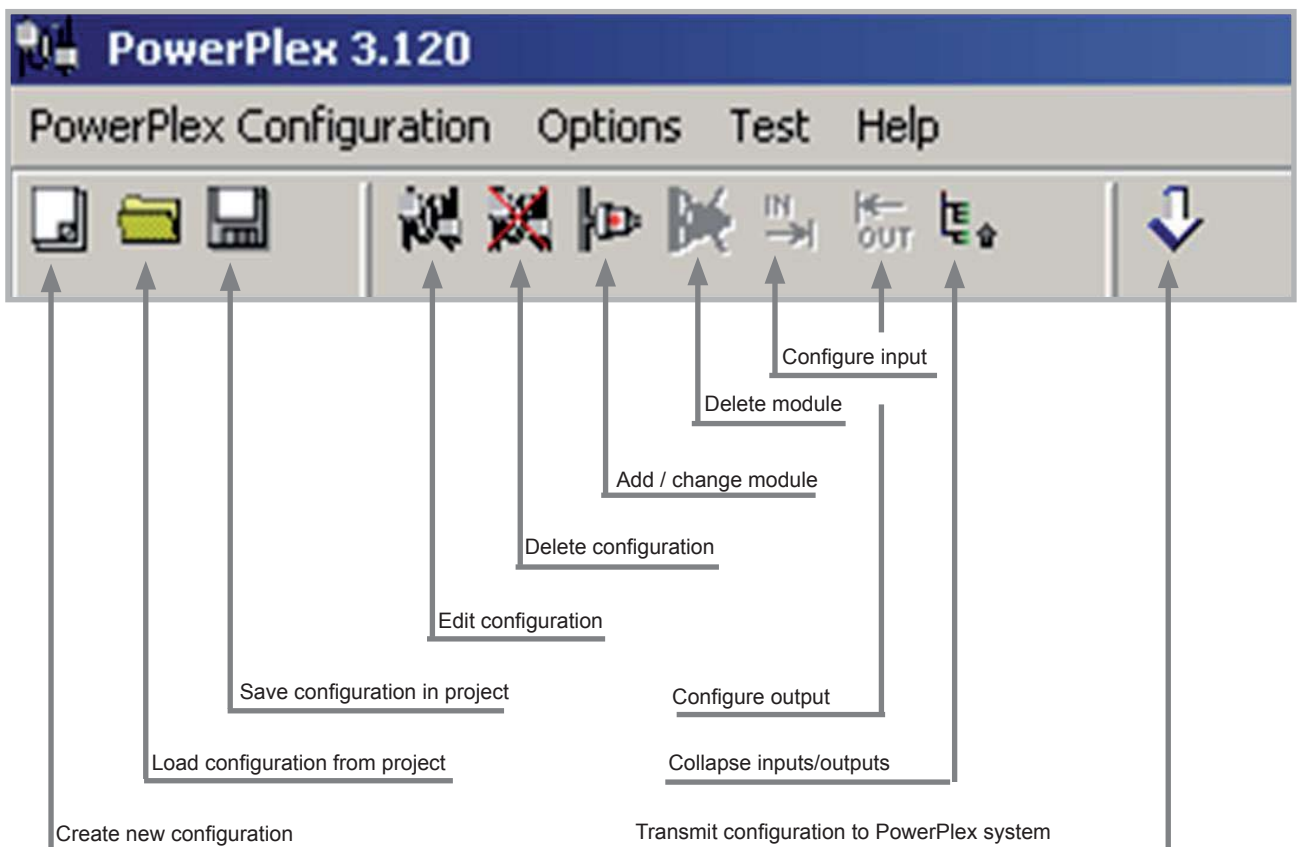 PowerPlex 3.120
PowerPlex Configuration Options Test Help
IN
OUT
Configure input
Delete module
Add / change module
Delete configuration
Edit configuration
Save configuration in project
Configure output
Load configuration from project
Collapse inputs/outputs
Create new configuration
Transmit configuration to PowerPlex system